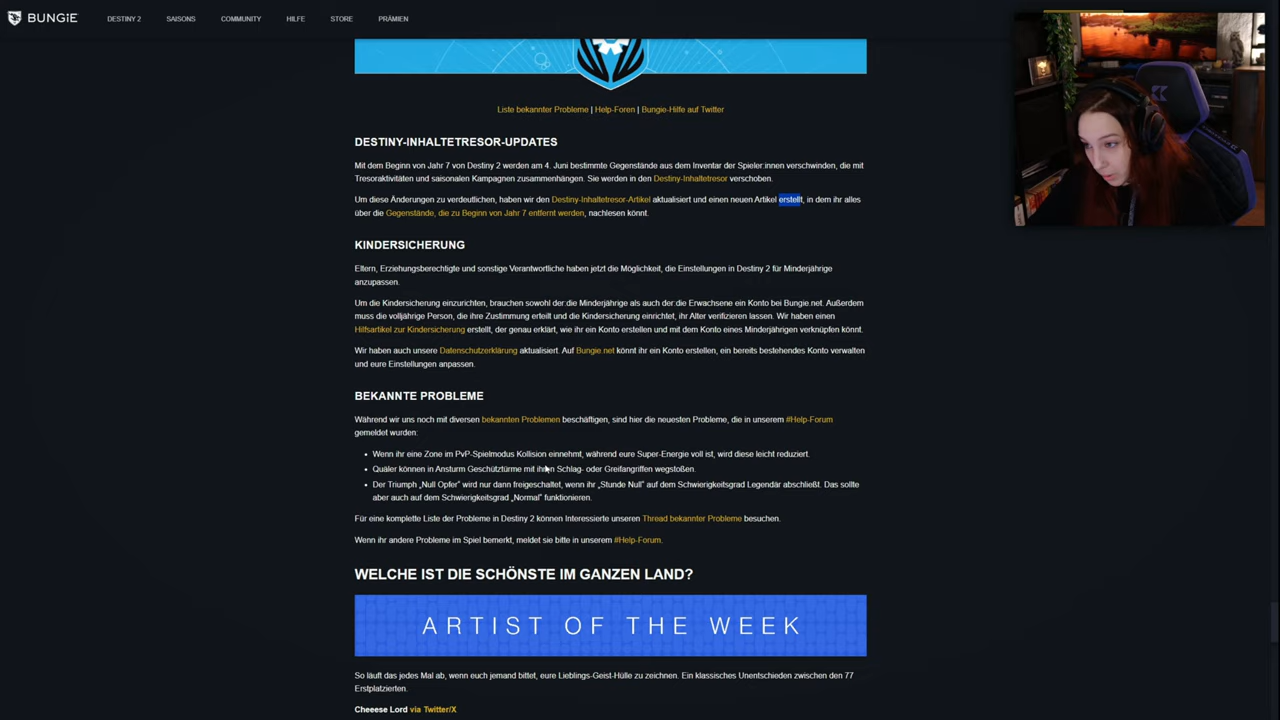 BUNGiE
DESTINY 2
SAISONS
COMMUNITY
HILFE
STORE
PRÄMIEN
Liste bekannter Probleme | Help-Foren | Bungie-Hilfe auf Twitter
DESTINY-INHALTETRESOR-UPDATES
Mit dem Beginn von Jahr 7 von Destiny 2 werden am 4. Juni bestimmte Gegenstände aus dem Inventar der Spieler:innen verschwinden, die mit
Tresoraktivitäten und saisonalen Kampagnen zusammenhängen. Sie werden in den Destiny-Inhaltetresor verschoben.
Um diese Änderungen zu verdeutlichen, haben wir den Destiny-Inhaltetresor-Artikel aktualisiert und einen neuen Artikel erstellt, in dem ihr alles
über die Gegenstände, die zu Beginn von Jahr 7 entfernt werden, nachlesen könnt.
KINDERSICHERUNG
Eltern, Erziehungsberechtigte und sonstige Verantwortliche haben jetzt die Möglichkeit, die Einstellungen in Destiny 2 für Minderjährige
anzupassen.
Um die Kindersicherung einzurichten, brauchen sowohl der:die Minderjährige als auch der:die Erwachsene ein Konto bei Bungie.net. Außerdem
muss die volljährige Person, die ihre Zustimmung erteilt und die Kindersicherung einrichtet, ihr Alter verifizieren lassen. Wir haben einen
Hilfsartikel zur Kindersicherung erstellt, der genau erklärt, wie ihr ein Konto erstellen und mit dem Konto eines Minderjährigen verknüpfen könnt.
Wir haben auch unsere Datenschutzerklärung aktualisiert. Auf Bungie.net könnt ihr ein Konto erstellen, ein bereits bestehendes Konto verwalten
und eure Einstellungen anpassen.
BEKANNTE PROBLEME
Während wir uns noch mit diversen bekannten Problemen beschäftigen, sind hier die neuesten Probleme, die in unserem #Help-Forum
gemeldet wurden:
• Wenn ihr eine Zone im PvP-Spielmodus Kollision einnehmt, während eure Super-Energie voll ist, wird diese leicht reduziert.
• Quäler können in Ansturm Geschütztürme mit ihren Schlag- oder Greifangriffen wegstoßen.
• Der Triumph „Null Opfer“ wird nur dann freigeschaltet, wenn ihr „Stunde Null“ auf dem Schwierigkeitsgrad Legendär abschließt. Das sollte
aber auch auf dem Schwierigkeitsgrad „Normal“ funktionieren.
Für eine komplette Liste der Probleme in Destiny 2 können Interessierte unseren Thread bekannter Probleme besuchen.
Wenn ihr andere Probleme im Spiel bemerkt, meldet sie bitte in unserem #Help-Forum.
WELCHE IST DIE SCHÖNSTE IM GANZEN LAND?
ARTIST OF THE WEEK
So läuft das jedes Mal ab, wenn euch jemand bittet, eure Lieblings-Geist-Hülle zu zeichnen. Ein klassisches Unentschieden zwischen den 77
Erstplatzierten.
Cheeese Lord via Twitter/X